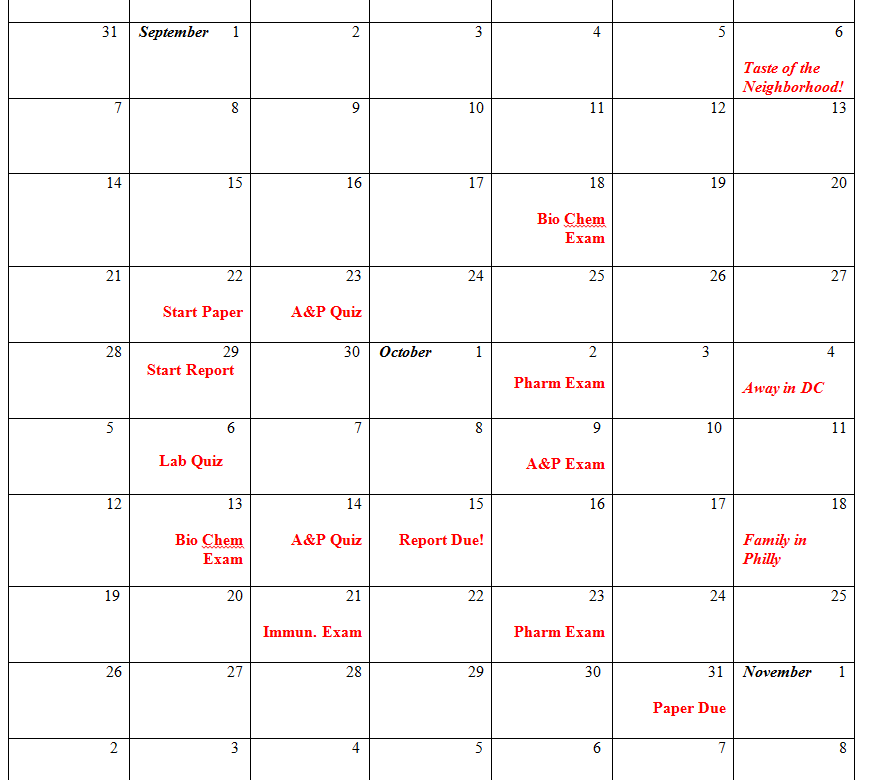 31 September 1 2 3 4 5 6
Taste of the
Neighborhood!
7 8 9 10 11 12 13
14 15 16 17 18 19 20
Bio Chem
Exam
21 22 23 24 25 26 27
Start Paper A&P Quiz
28 29 30 October 1 2 3 4
Start Report
Pharm Exam Away in DC
5 6 7 8 9 10 11
Lab Quiz A&P Exam
12 13 14 15 16 17 18
Bio Chem A&P Quiz Report Due! Family in
Exam Philly
19 20 21 22 23 24 25
Immun. Exam Pharm Exam
26 27 28 29 30 31 November 1
Paper Due
2 3 4 5 6 7 8